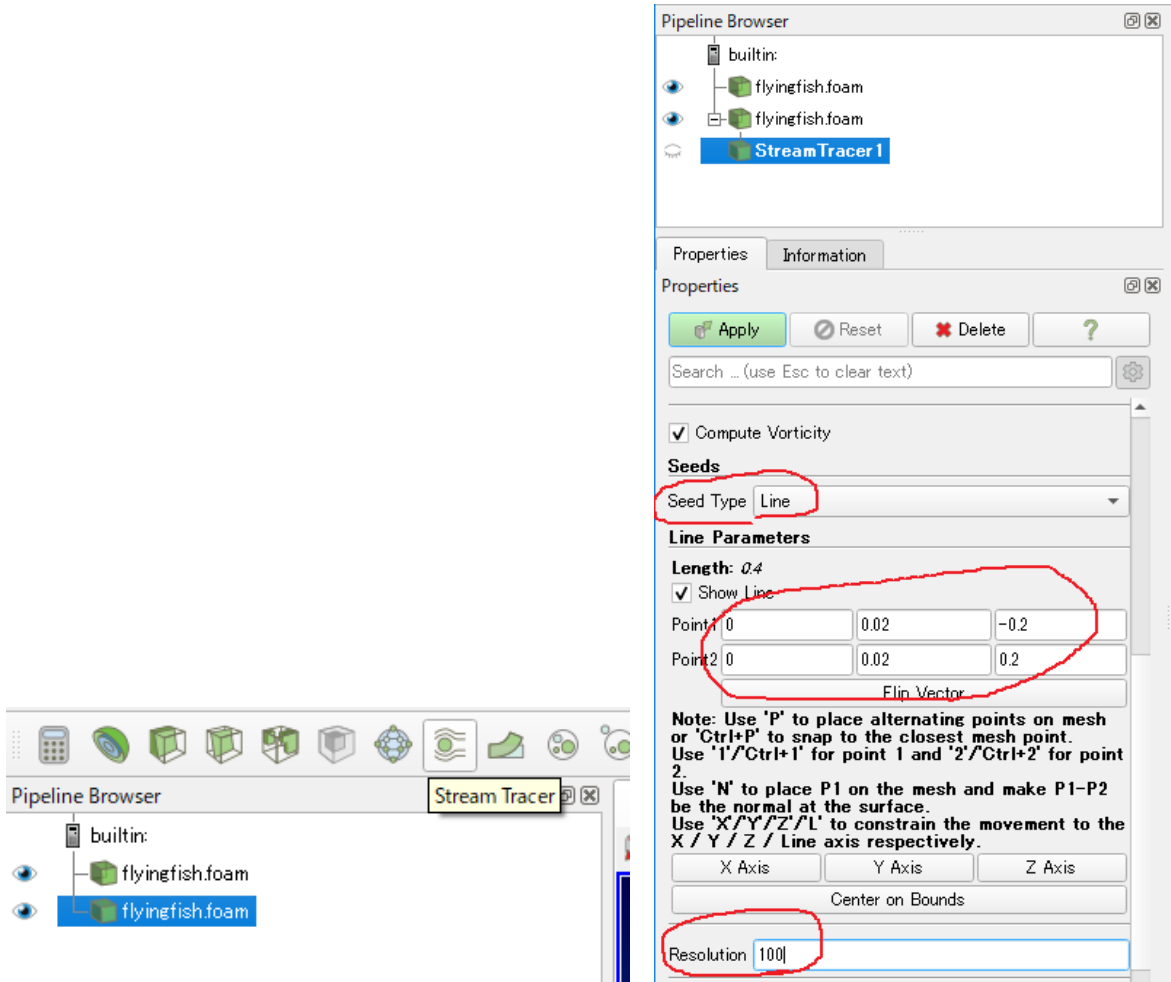 Stream Tracer
Pipeline Browser
builtin:
flyingfish.foam
flyingfish.foam
Pipeline Browser
builtin:
flyingfish.foam
flyingfish.foam
StreamTracer1
Properties
Information
Properties
Apply
Reset
Delete
?
Search ... (use Esc to clear text)
Compute Vorticity
Seeds
Seed Type Line
Line Parameters
Length: 0.4
Show Line
Point1 0 0.02 -0.2
Point2 0 0.02 0.2
Flip Vector
Note: Use 'P' to place alternating points on mesh
or 'Ctrl+P' to snap to the closest mesh point.
Use '1'/'Ctrl+1' for point 1 and '2'/'Ctrl+2' for point
2.
Use 'N' to place P1 on the mesh and make P1-P2
be the normal at the surface.
Use 'X'/'Y'/'Z'/'L' to constrain the movement to the
X / Y / Z / Line axis respectively.
X Axis Y Axis Z Axis
Center on Bounds
Resolution 100